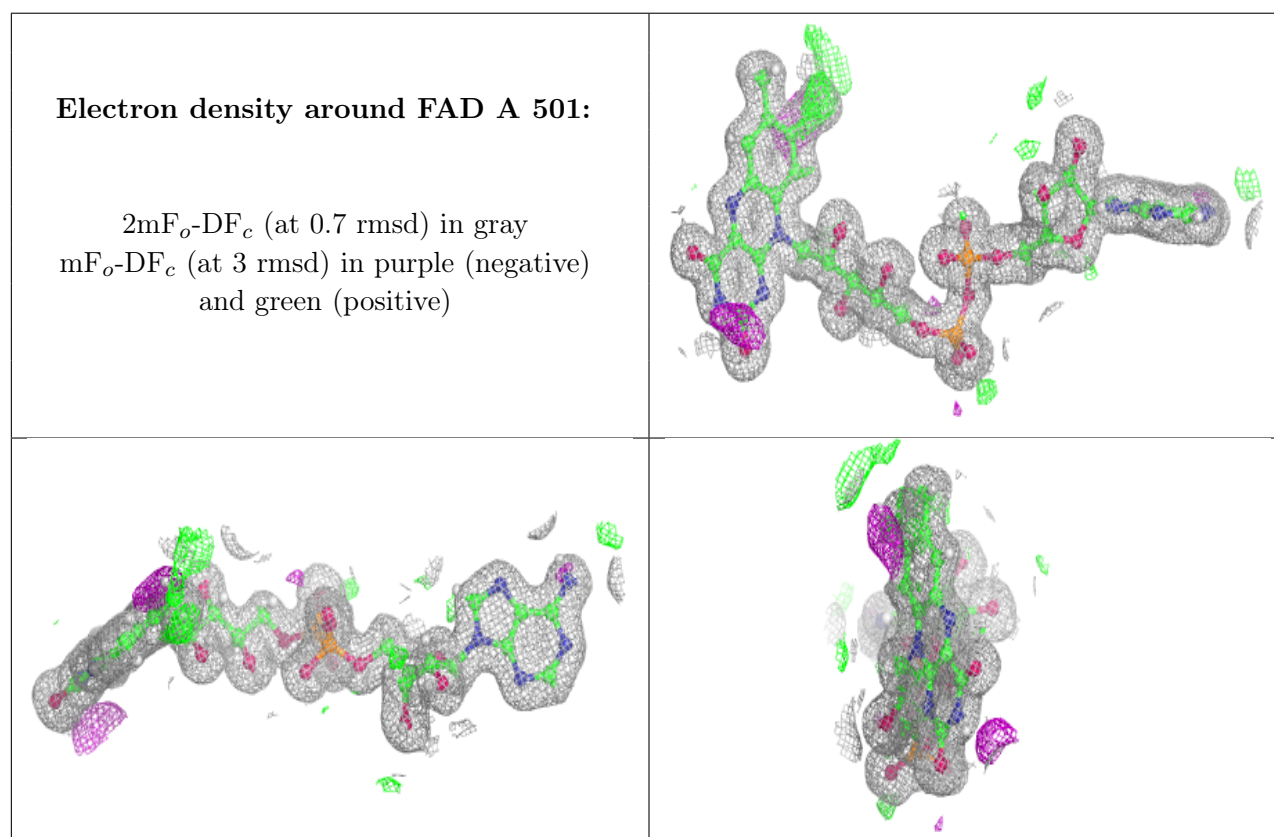 Electron density around FAD A 501:
2mFₒ-DF𝒸 (at 0.7 rmsd) in gray
mFₒ-DF𝒸 (at 3 rmsd) in purple (negative)
and green (positive)